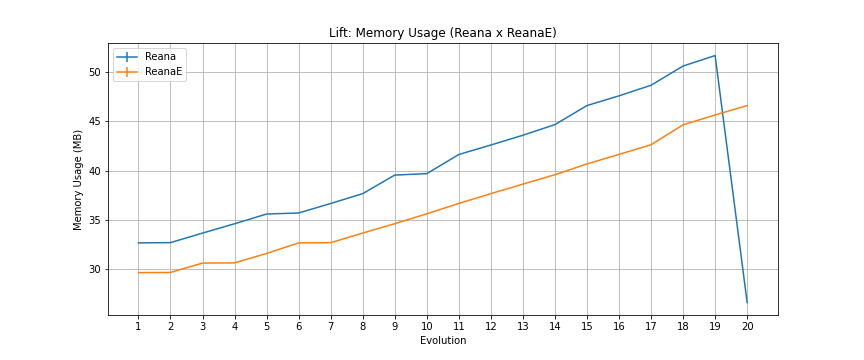 Lift: Memory Usage (Reana x ReanaE)
Reana
ReanaE
Memory Usage (MB)
50
45
40
35
30
1 2 3 4 5 6 7 8 9 10 11 12 13 14 15 16 17 18 19 20
Evolution